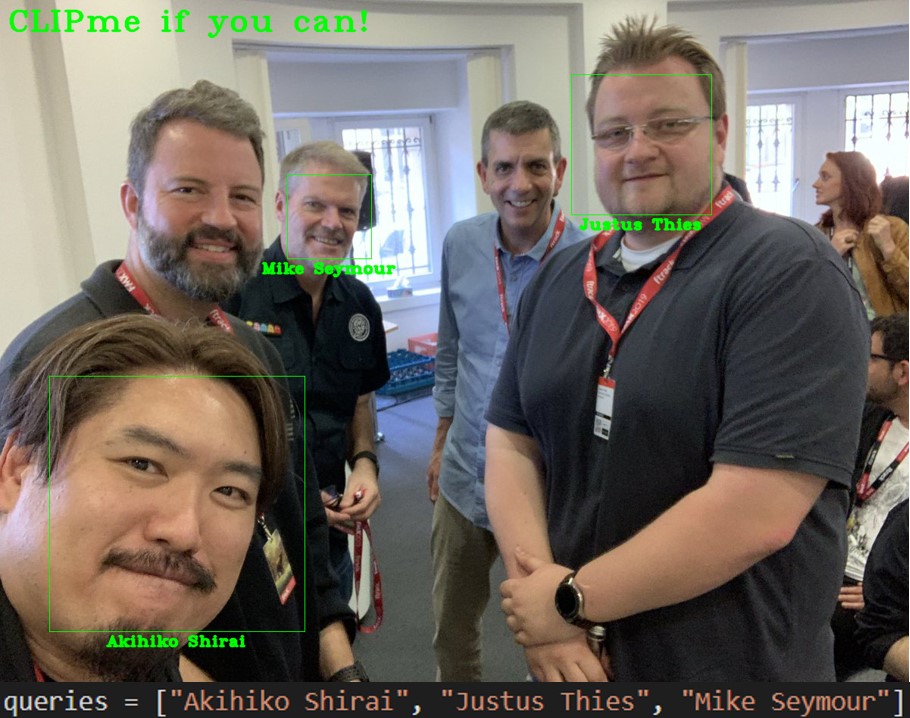 CLIPme if you can!
Justus Thies
Mike Seymour
Akihiko Shirai
queries = ["Akihiko Shirai", "Justus Thies", "Mike Seymour"]